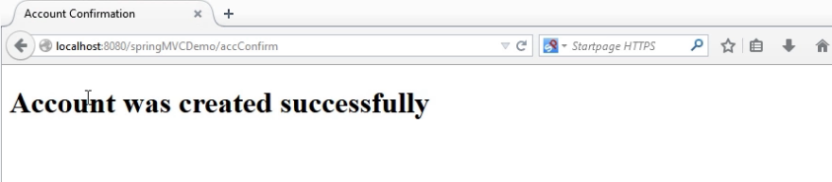 Account Confirmation
localhost:8080/springMVCDemo/accConfirm
Startpage HTTPS
Account was created successfully